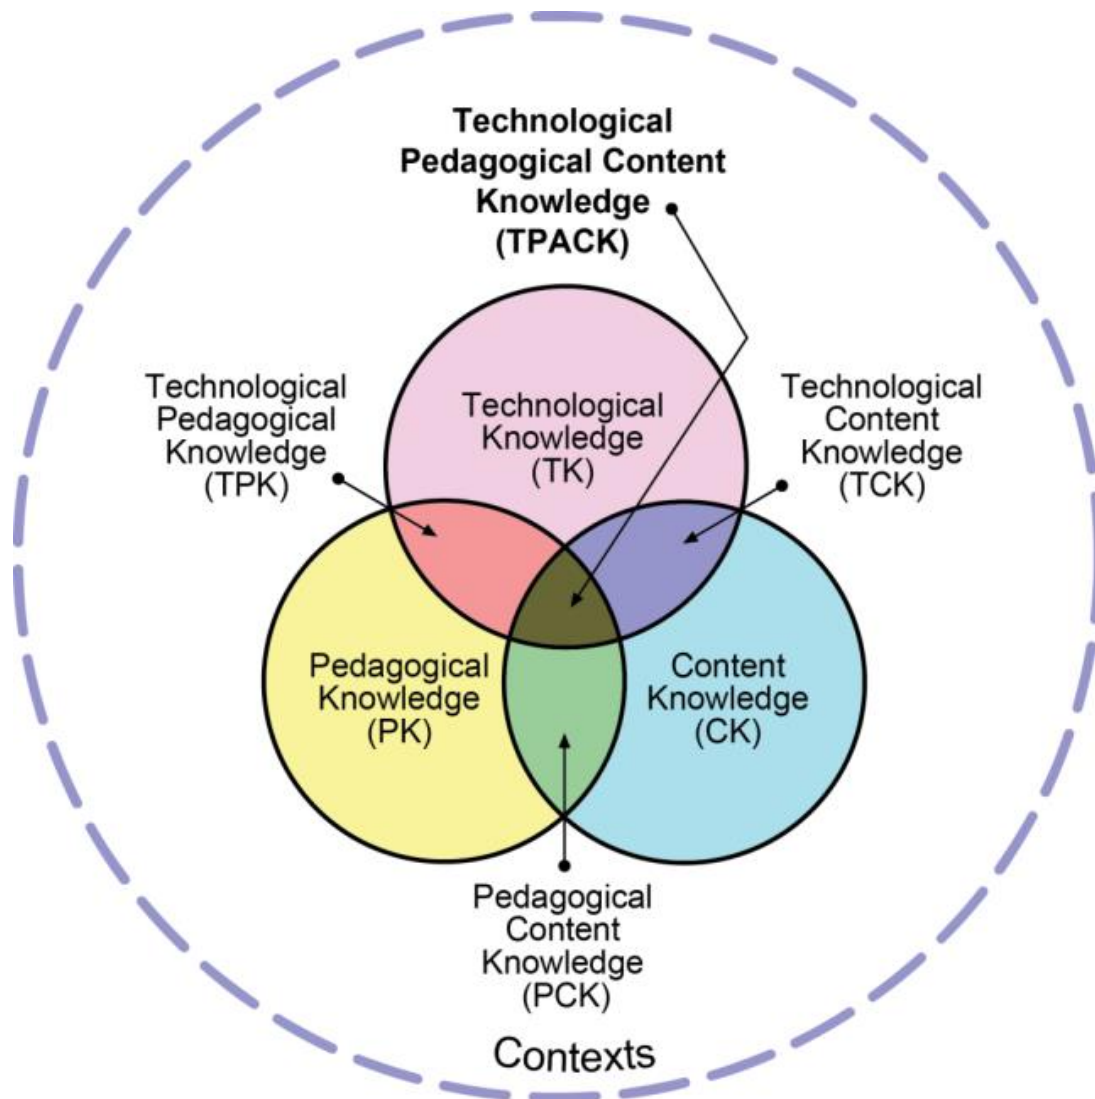 Technological
Pedagogical Content
Knowledge
(TPACK)
Technological
Pedagogical
Knowledge
(TPK)
Technological
Knowledge
(TK)
Technological
Content
Knowledge
(TCK)
Pedagogical
Knowledge
(PK)
Content
Knowledge
(CK)
Pedagogical
Content
Knowledge
(PCK)
Contexts